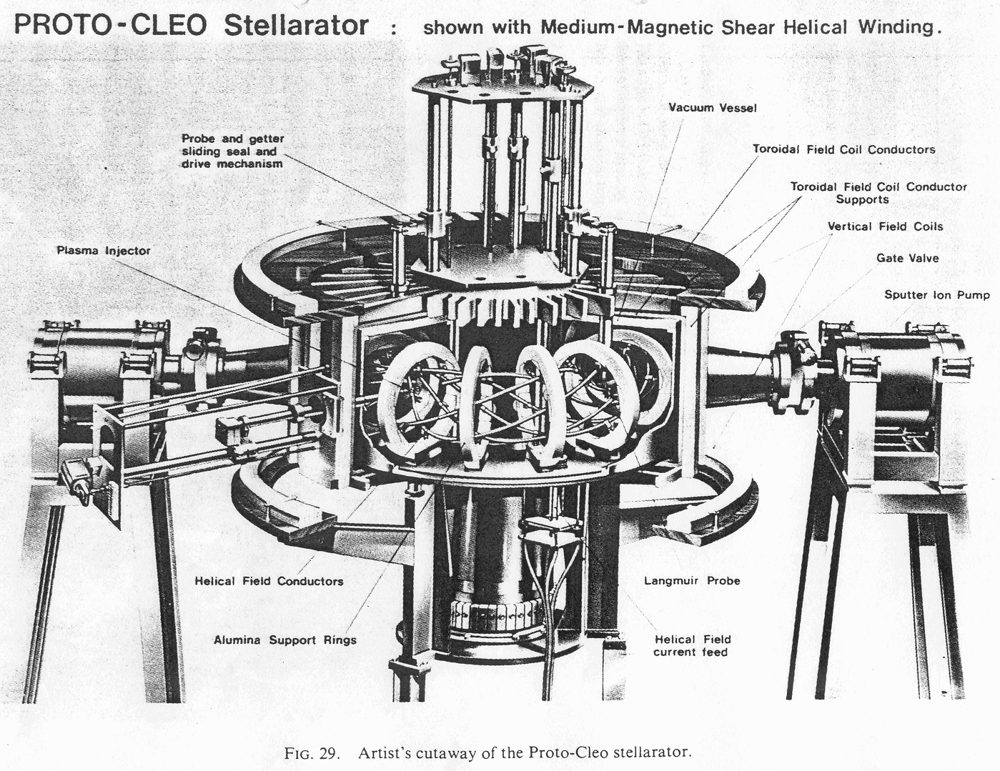 PROTO-CLEO Stellarator : shown with Medium-Magnetic Shear Helical Winding.
Vacuum Vessel
Probe and getter
sliding seal and
drive mechanism
Toroidal Field Coil Conductors
Toroidal Field Coil Conductor
Supports
Vertical Field Coils
Plasma Injector
Gate Valve
Sputter Ion Pump
Helical Field Conductors
Langmuir Probe
Alumina Support Rings
Helical Field
current feed
FIG. 29. Artist's cutaway of the Proto-Cleo stellarator.